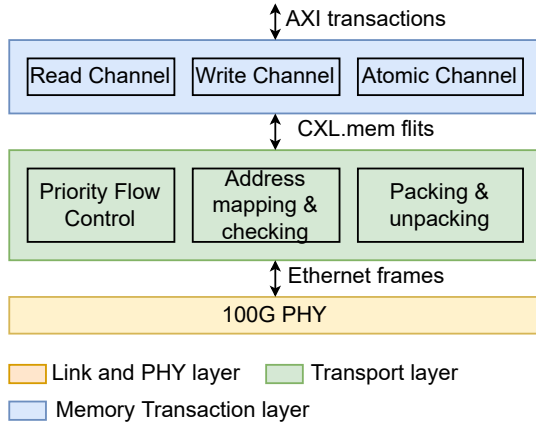 AXI transactions
Read Channel Write Channel Atomic Channel
CXL.mem flits
Priority Flow Control
Address mapping & checking
Packing & unpacking
Ethernet frames
100G PHY
Link and PHY layer Transport layer
Memory Transaction layer